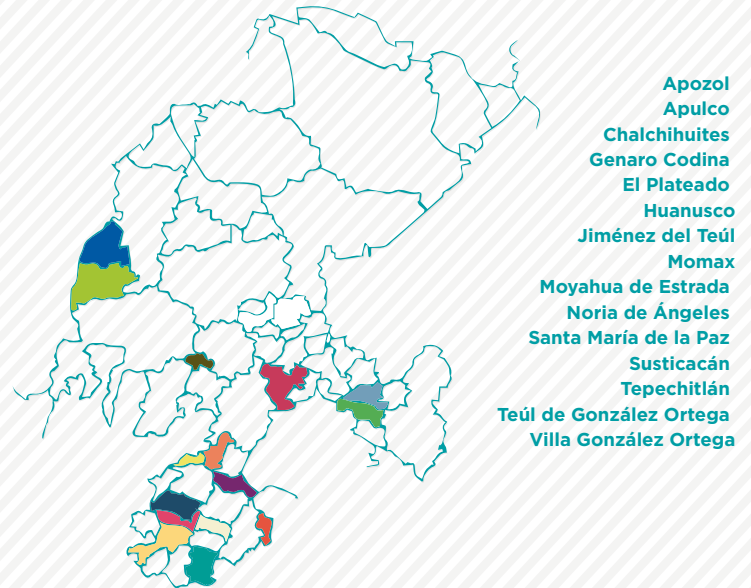 Apozol
Apulco
Chalchihuites
Genaro Codina
El Plateado
Huanusco
Jiménez del Teúl
Momax
Moyahua de Estrada
Noria de Ángeles
Santa María de la Paz
Susticacán
Tepechitlán
Teúl de González Ortega
Villa González Ortega